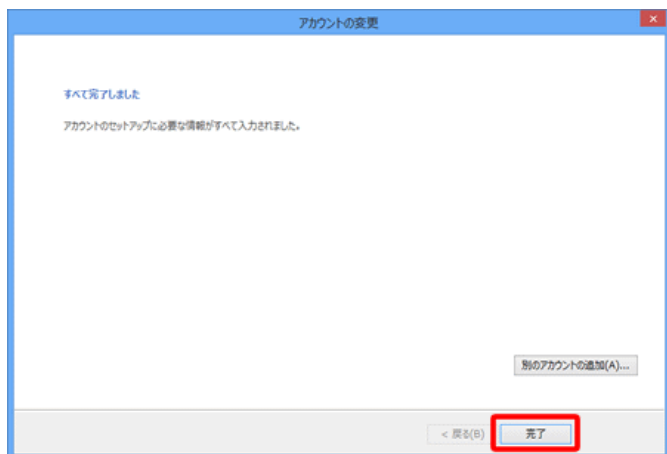 アカウントの変更
すべて完了しました
アカウントのセットアップに必要な情報がすべて入力されました。
別のアカウントの追加(A)...
< 戻る(B)
完了